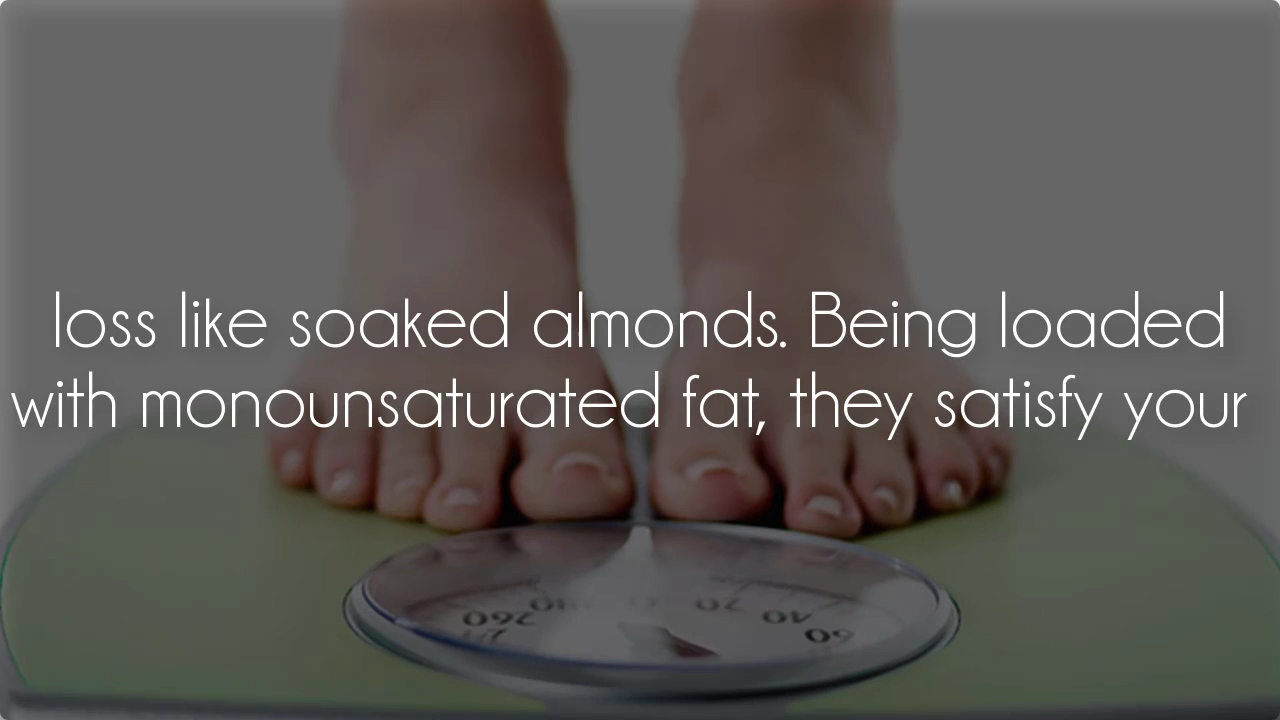 loss like soaked almonds. Being loaded
with monounsaturated fat, they satisfy your